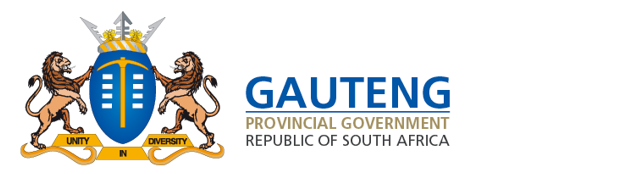 UNITY
IN
DIVERSITY
GAUTENG
PROVINCIAL GOVERNMENT
REPUBLIC OF SOUTH AFRICA